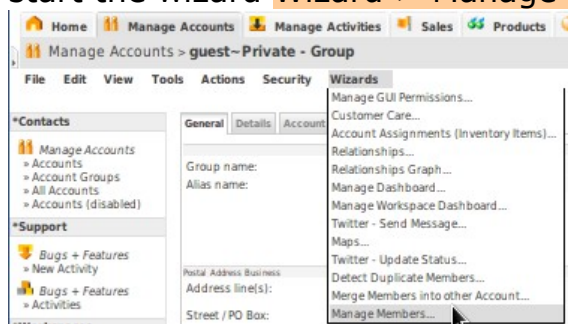 start the wizard Wizard > "Manage
Home Manage Accounts Manage Activities Sales Products
Manage Accounts > guest~Private - Group
File Edit View Tools Actions Security Wizards
Manage GUI Permissions...
Customer Care...
Account Assignments (Inventory Items)...
Relationships...
Relationships Graph...
Manage Dashboard...
Manage Workspace Dashboard...
Twitter - Send Message...
Maps...
Twitter - Update Status...
Detect Duplicate Members...
Merge Members into other Account...
Manage Members...
*Contacts
Manage Accounts
» Accounts
» Account Groups
» All Accounts
» Accounts (disabled)
*Support
Bugs + Features
» New Activity
Bugs + Features
» Activities
General Details Account
Group name:
Alias name:
Postal Address Business
Address line(s):
Street / PO Box: